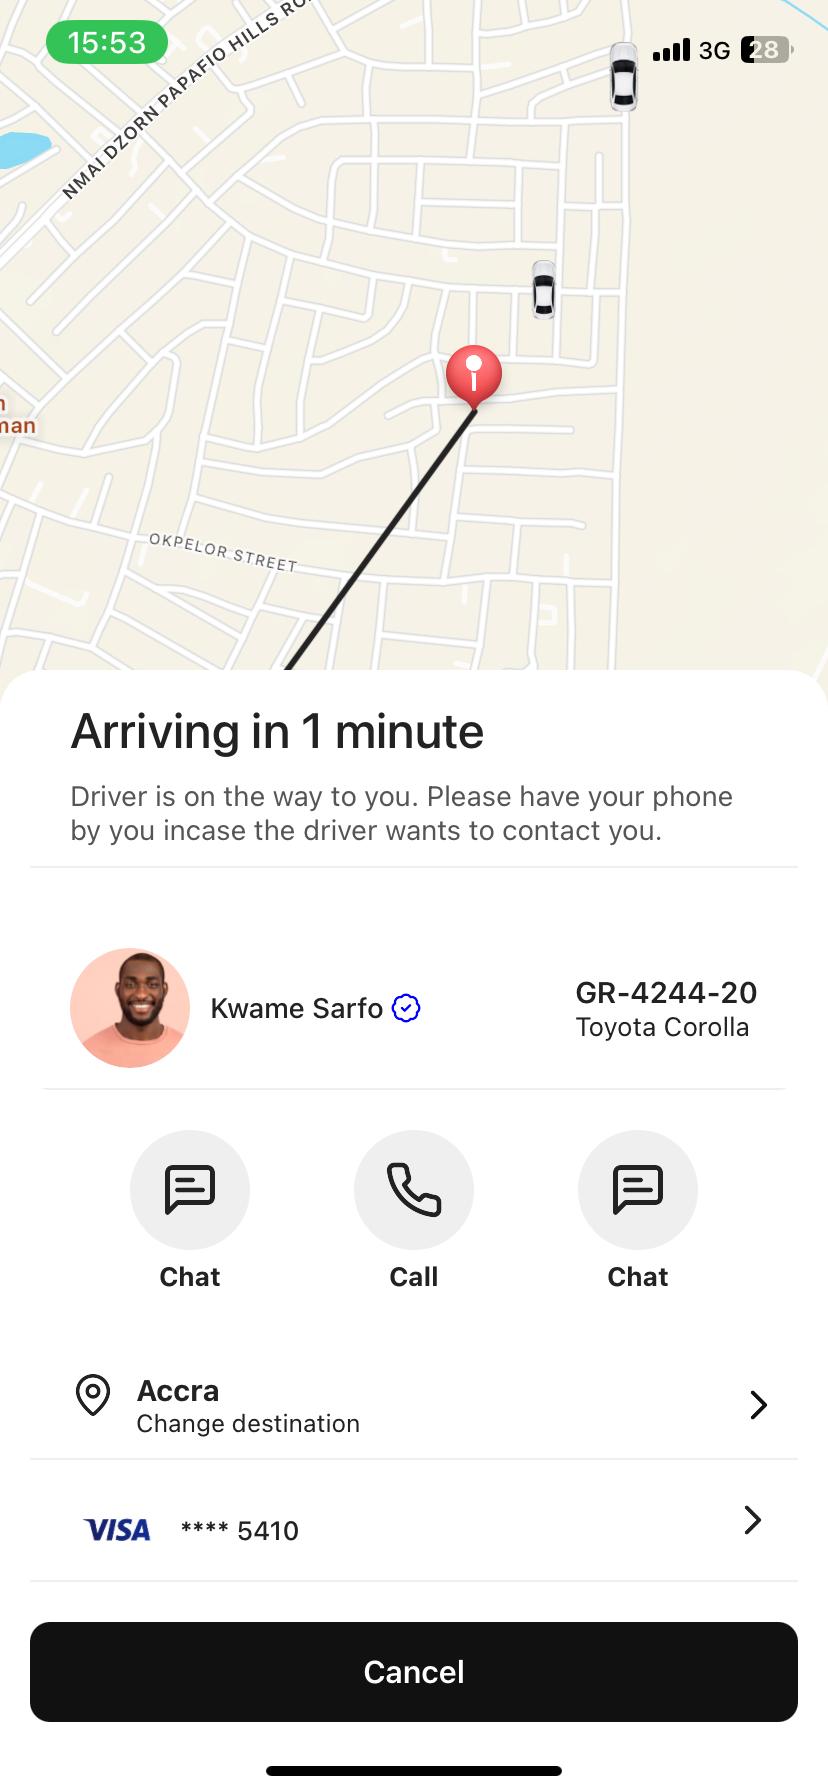 15:53
3G
28
NMAI DZORN PAPAFIO HILLS RO
man
OKPELOR STREET
Arriving in 1 minute
Driver is on the way to you. Please have your phone
by you incase the driver wants to contact you.
Kwame Sarfo
GR-4244-20
Toyota Corolla
Chat
Call
Chat
Accra
Change destination
VISA
**** 5410
Cancel